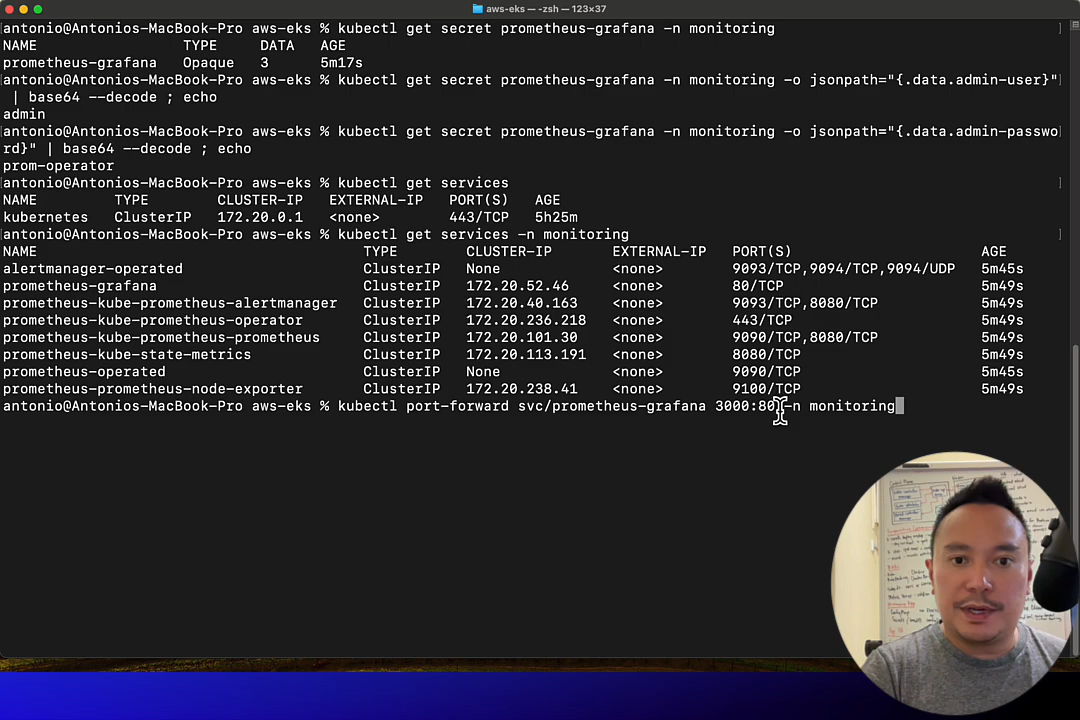 aws-eks — -zsh — 123×37
[antonio@Antonios-MacBook-Pro aws-eks % kubectl get secret prometheus-grafana -n monitoring ]
NAME TYPE DATA AGE
prometheus-grafana Opaque 3 5m17s
[antonio@Antonios-MacBook-Pro aws-eks % kubectl get secret prometheus-grafana -n monitoring -o jsonpath="{.data.admin-user}"]
| base64 --decode ; echo
admin
[antonio@Antonios-MacBook-Pro aws-eks % kubectl get secret prometheus-grafana -n monitoring -o jsonpath="{.data.admin-passwo]
rd}" | base64 --decode ; echo
prom-operator
[antonio@Antonios-MacBook-Pro aws-eks % kubectl get services ]
NAME TYPE CLUSTER-IP EXTERNAL-IP PORT(S) AGE
kubernetes ClusterIP 172.20.0.1 <none> 443/TCP 5h25m
[antonio@Antonios-MacBook-Pro aws-eks % kubectl get services -n monitoring ]
NAME TYPE CLUSTER-IP EXTERNAL-IP PORT(S) AGE
alertmanager-operated ClusterIP None <none> 9093/TCP,9094/TCP,9094/UDP 5m45s
prometheus-grafana ClusterIP 172.20.52.46 <none> 80/TCP 5m49s
prometheus-kube-prometheus-alertmanager ClusterIP 172.20.40.163 <none> 9093/TCP,8080/TCP 5m49s
prometheus-kube-prometheus-operator ClusterIP 172.20.236.218 <none> 443/TCP 5m49s
prometheus-kube-prometheus-prometheus ClusterIP 172.20.101.30 <none> 9090/TCP,8080/TCP 5m49s
prometheus-kube-state-metrics ClusterIP 172.20.113.191 <none> 8080/TCP 5m49s
prometheus-operated ClusterIP None <none> 9090/TCP 5m45s
prometheus-prometheus-node-exporter ClusterIP 172.20.238.41 <none> 9100/TCP 5m49s
antonio@Antonios-MacBook-Pro aws-eks % kubectl port-forward svc/prometheus-grafana 3000:80 -n monitoring